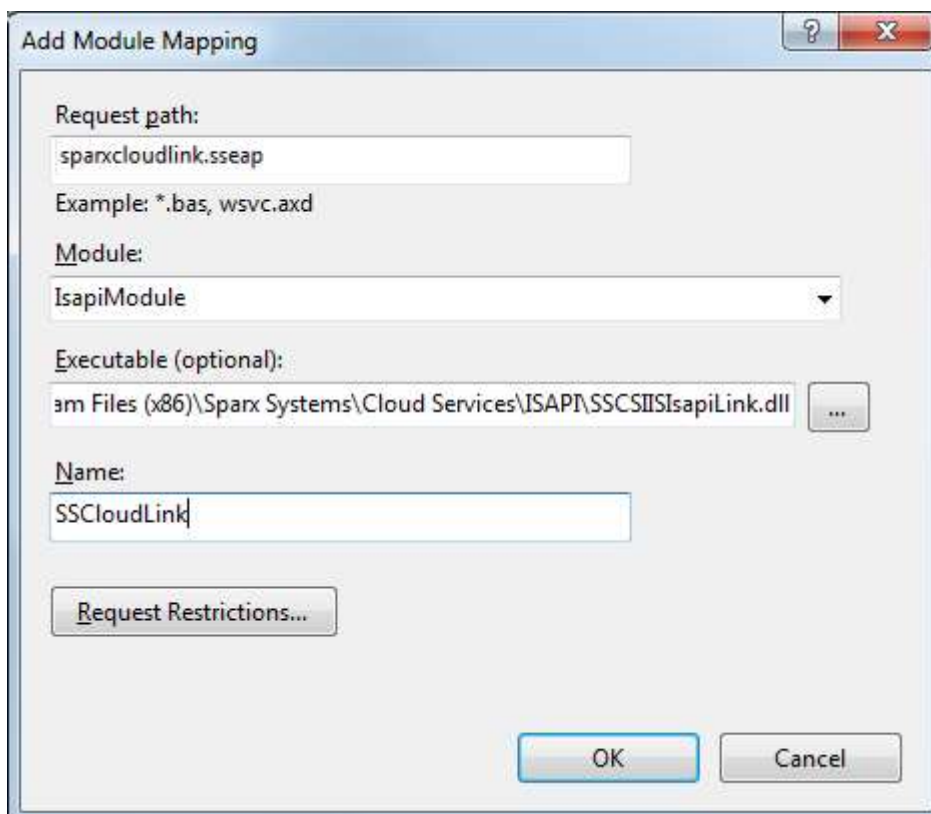 Add Module Mapping
Request path:
sparxcloudlink.sseap
Example: *.bas, wsvc.axd
Module:
IsapiModule
Executable (optional):
am Files (x86)\Sparx Systems\Cloud Services\ISAPI\SSCSIISIsapiLink.dll
...
Name:
SSCloudLink
Request Restrictions...
OK
Cancel